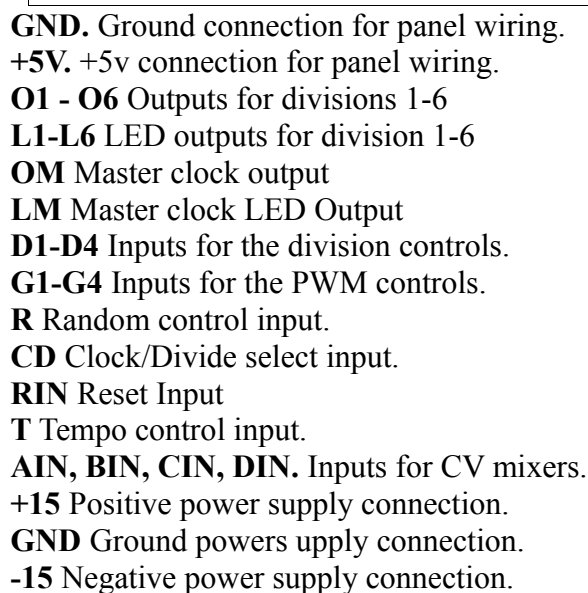 GND. Ground connection for panel wiring.
+5V. +5v connection for panel wiring.
O1 - O6 Outputs for divisions 1-6
L1-L6 LED outputs for division 1-6
OM Master clock output
LM Master clock LED Output
D1-D4 Inputs for the division controls.
G1-G4 Inputs for the PWM controls.
R Random control input.
CD Clock/Divide select input.
RIN Reset Input
T Tempo control input.
AIN, BIN, CIN, DIN. Inputs for CV mixers.
+15 Positive power supply connection.
GND Ground powers upply connection.
-15 Negative power supply connection.